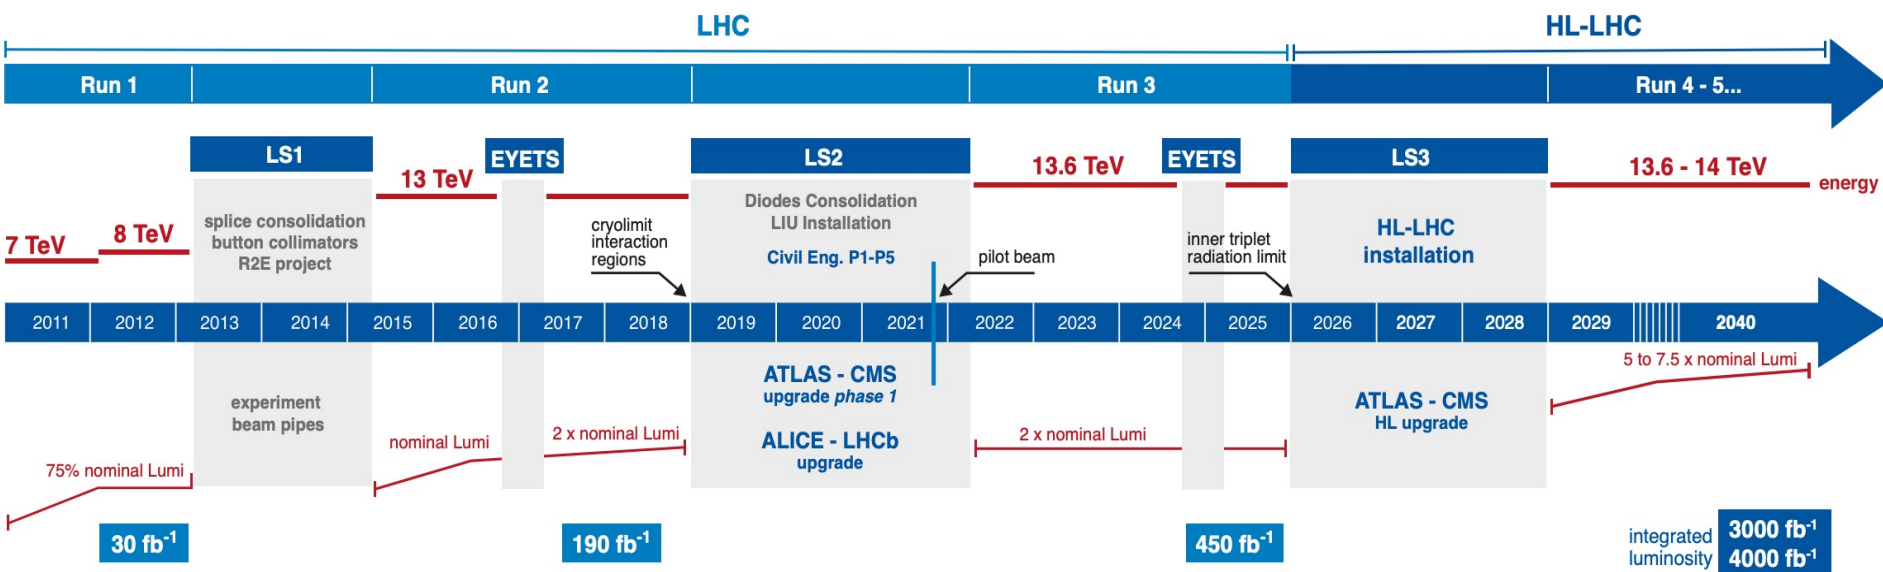 LHC
HL-LHC
Run 1
Run 2
Run 3
Run 4 - 5...
LS1
EYETS
LS2
EYETS
LS3
13 TeV
13.6 TeV
13.6 - 14 TeV
energy
7 TeV
8 TeV
splice consolidation
button collimators
R2E project
cryolimit
interaction
regions
Diodes Consolidation
LIU Installation
Civil Eng. P1-P5
pilot beam
inner triplet
radiation limit
HL-LHC
installation
2011
2012
2013
2014
2015
2016
2017
2018
2019
2020
2021
2022
2023
2024
2025
2026
2027
2028
2029
2040
experiment
beam pipes
ATLAS - CMS
upgrade phase 1
ALICE - LHCb
upgrade
ATLAS - CMS
HL upgrade
5 to 7.5 x nominal Lumi
75% nominal Lumi
nominal Lumi
2 x nominal Lumi
2 x nominal Lumi
30 fb-1
190 fb-1
450 fb-1
integrated
luminosity
3000 fb-1
4000 fb-1